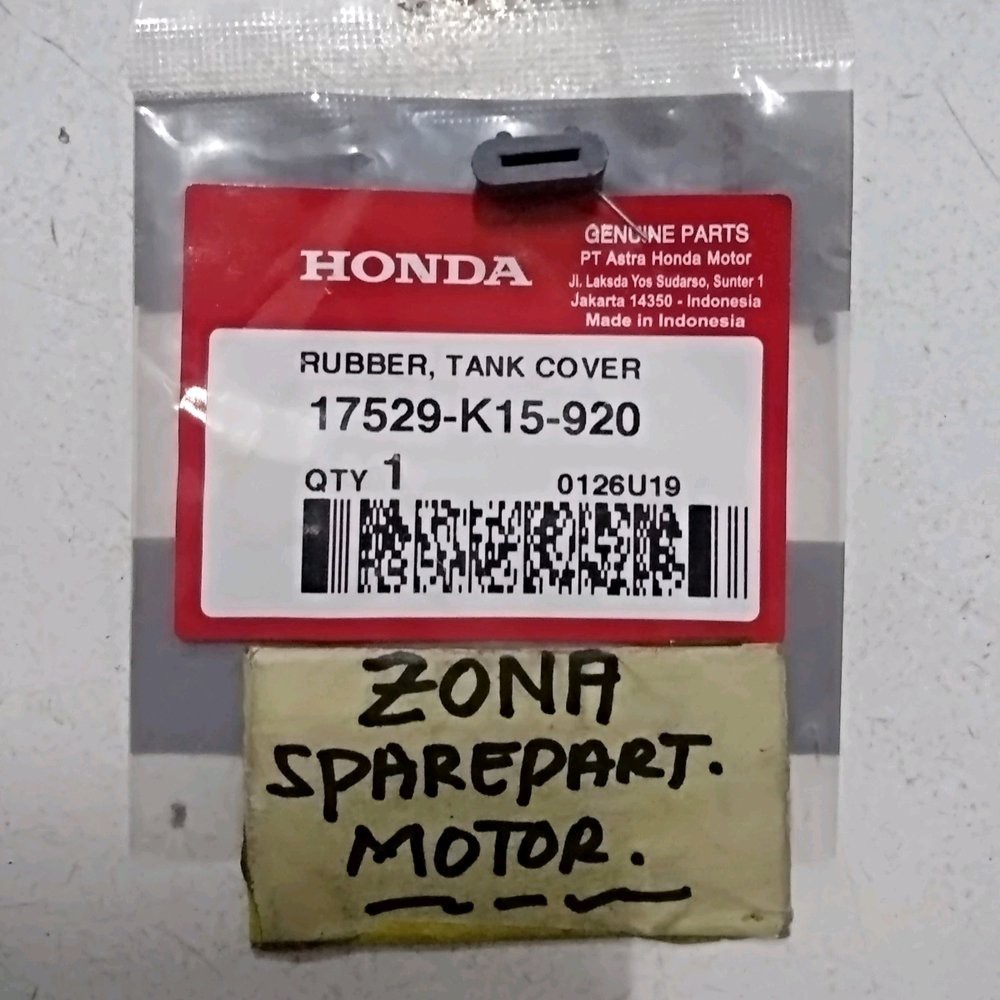 HONDA
GENUINE PARTS
PT Astra Honda Motor
Jl. Laksda Yos Sudarso, Sunter 1
Jakarta 14350 - Indonesia
Made in Indonesia
RUBBER, TANK COVER
17529-K15-920
QTY 1
0126U19
ZONA
SPAREPART.
MOTOR.